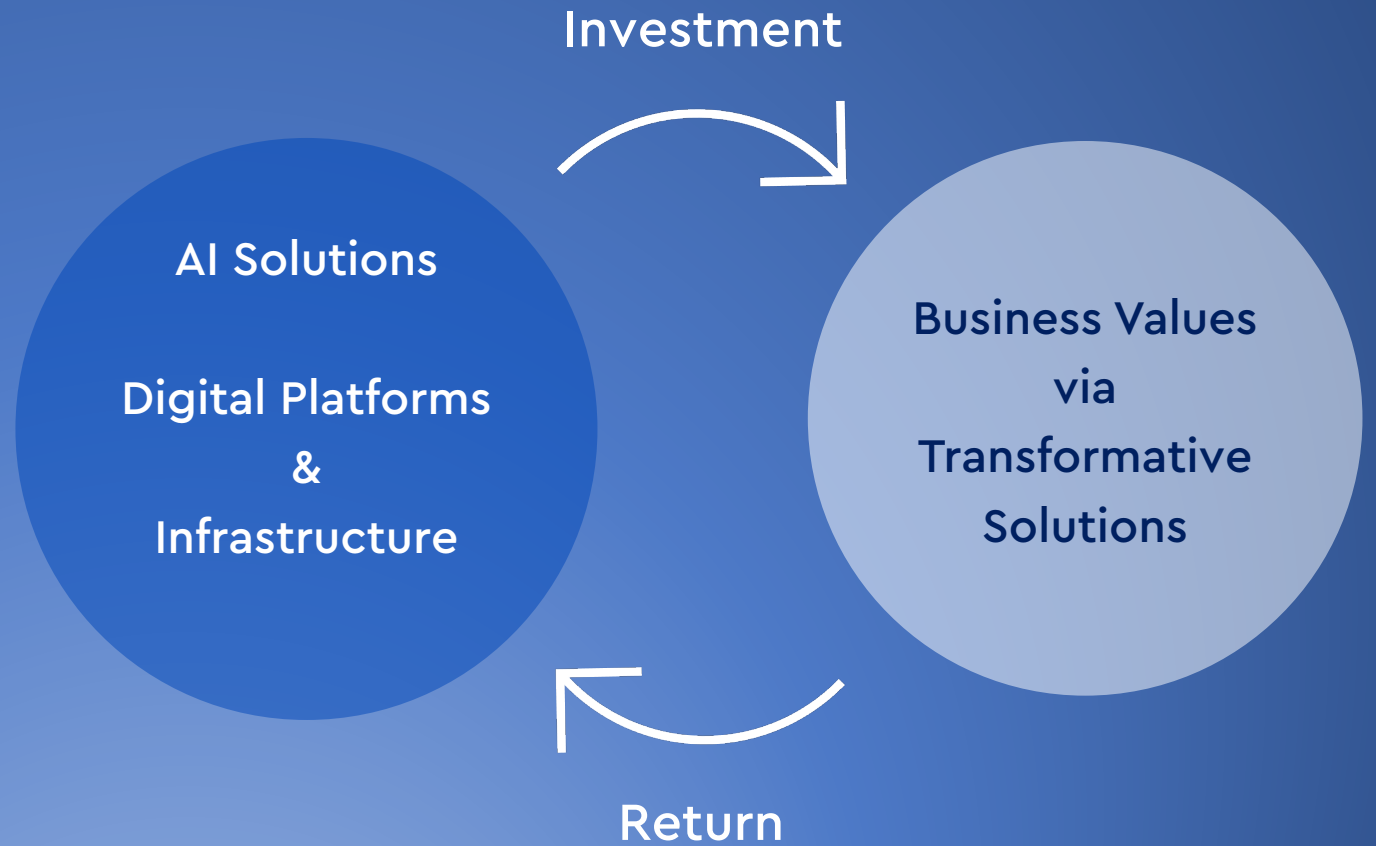 Investment
AI Solutions
Digital Platforms
&
Infrastructure
Business Values
via
Transformative
Solutions
Return